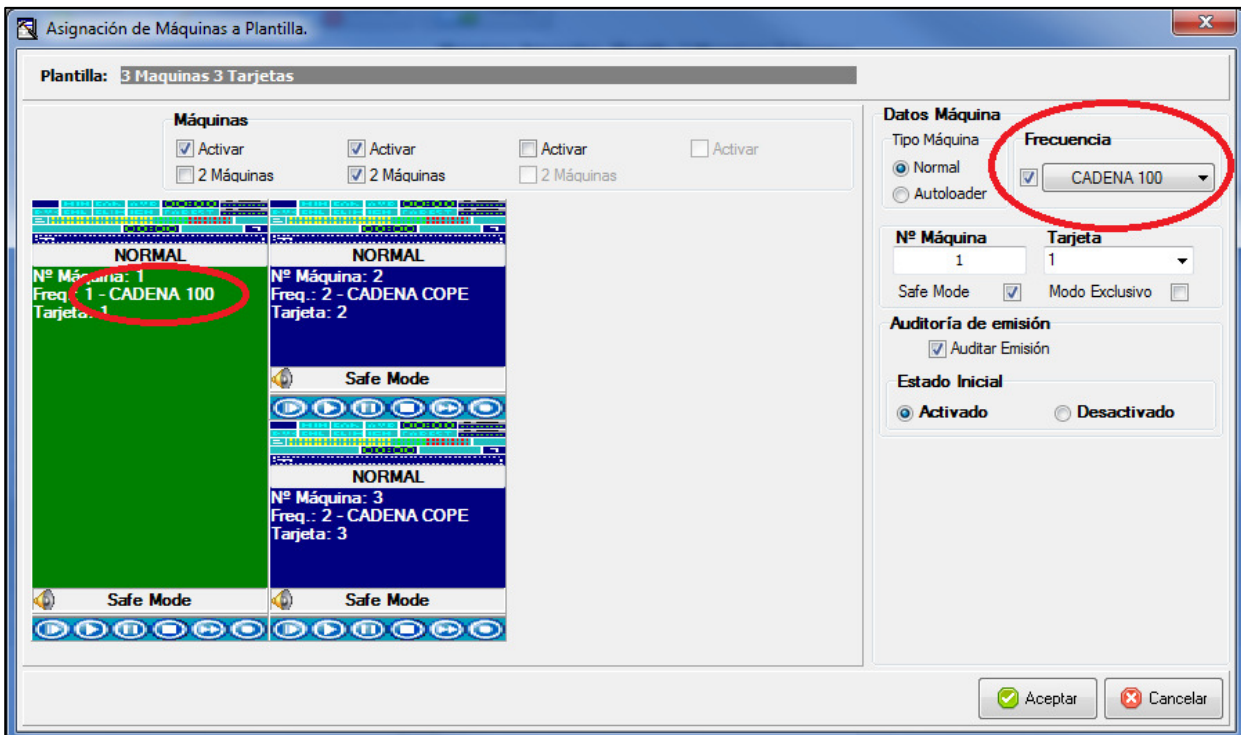 Asignación de Máquinas a Plantilla.
Plantilla: 3 Maquinas 3 Tarjetas
Máquinas
Activar Activar Activar Activar
2 Máquinas 2 Máquinas 2 Máquinas
NORMAL
Nº Máquina: 1
Freq.: 1 - CADENA 100
Tarjeta: 1
Safe Mode
NORMAL
Nº Máquina: 2
Freq.: 2 - CADENA COPE
Tarjeta: 2
Safe Mode
NORMAL
Nº Máquina: 3
Freq.: 2 - CADENA COPE
Tarjeta: 3
Safe Mode
Datos Máquina
Tipo Máquina
Normal
Autoloader
Frecuencia
CADENA 100
Nº Máquina Tarjeta
1 1
Safe Mode Modo Exclusivo
Auditoría de emisión
Auditar Emisión
Estado Inicial
Activado Desactivado
Aceptar Cancelar